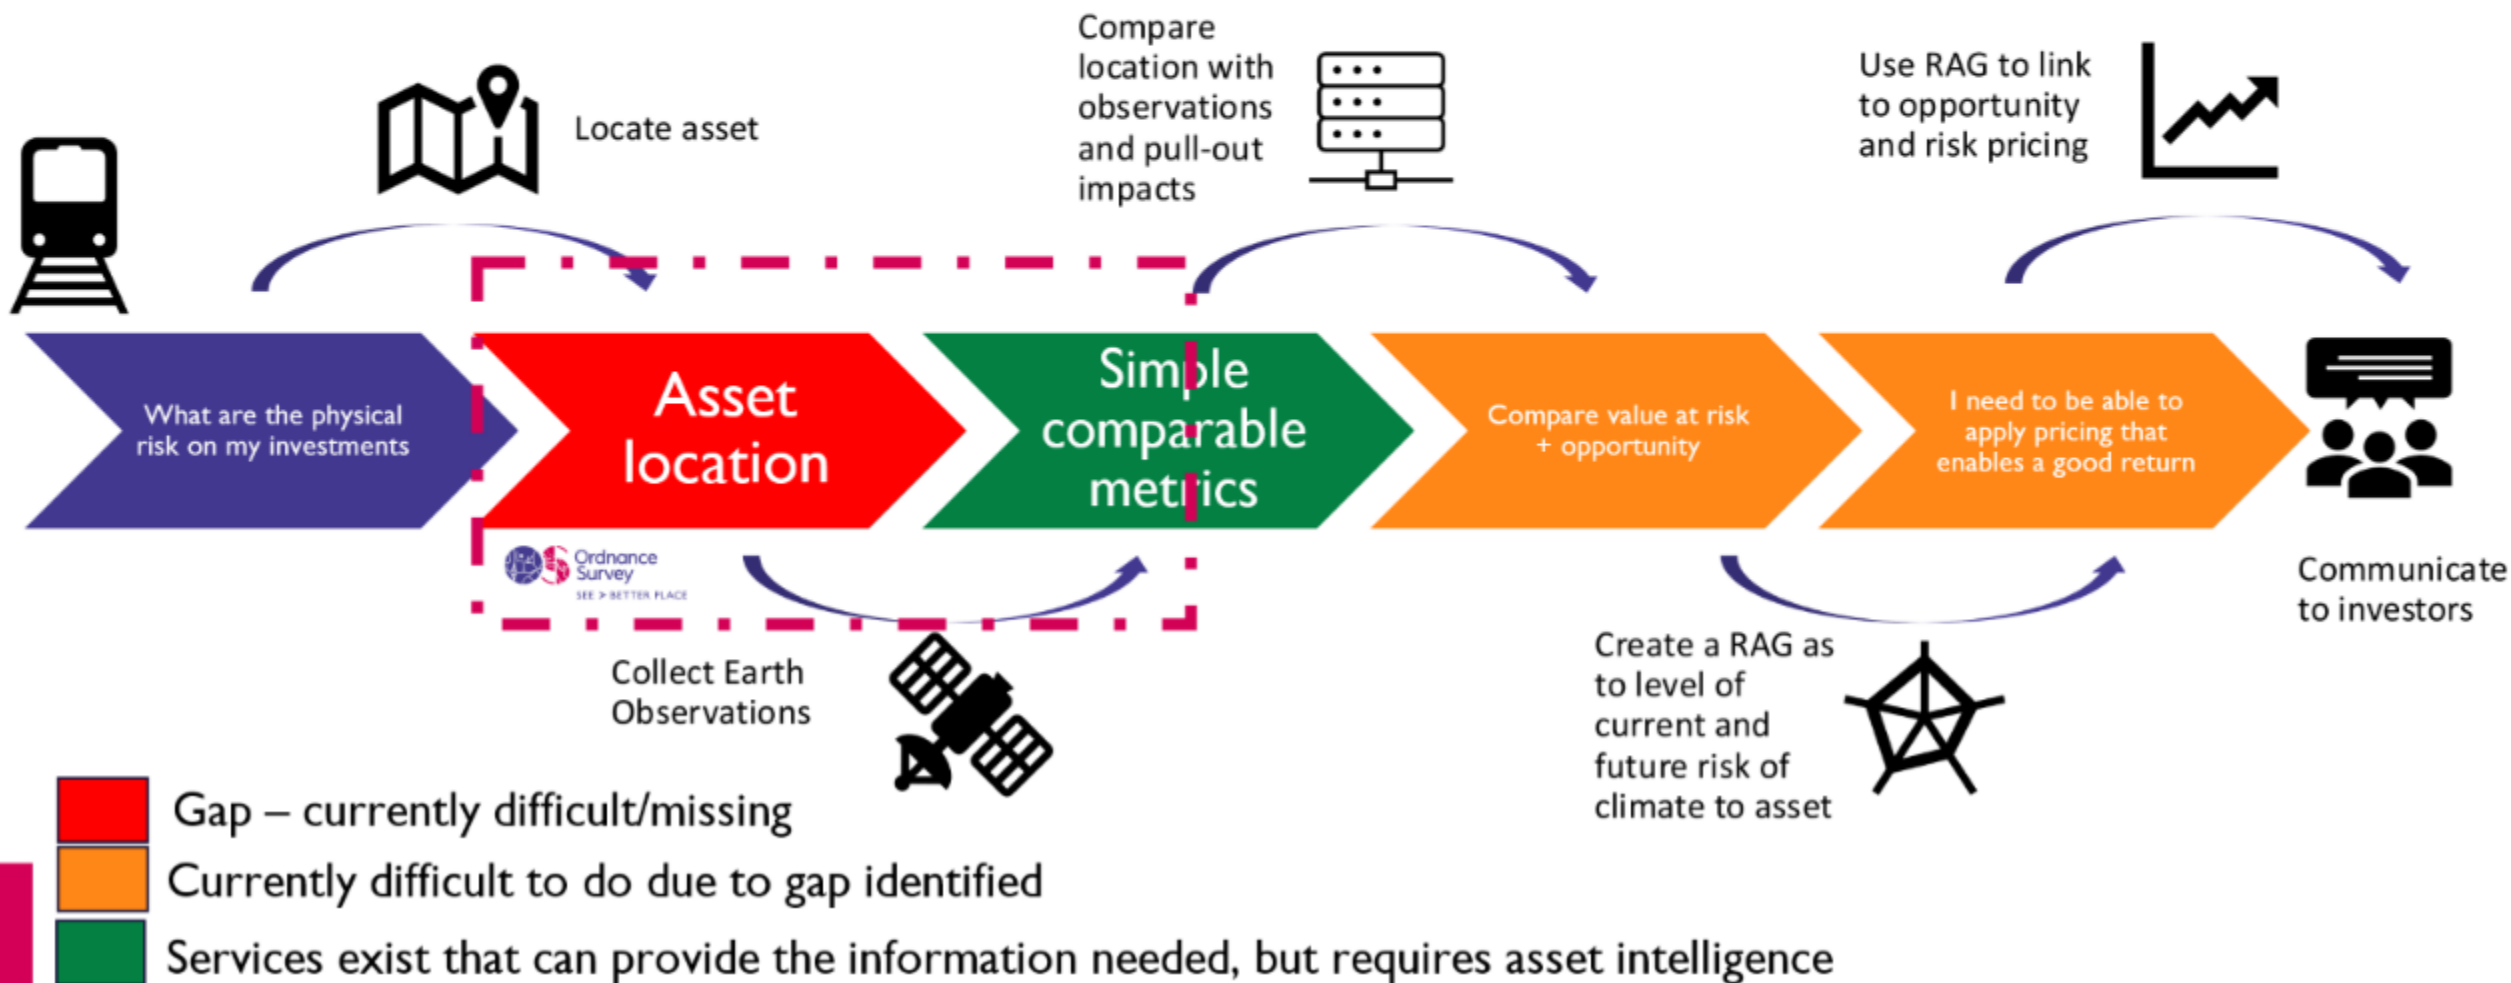 Compare
location with
observations
and pull-out
impacts
Use RAG to link
to opportunity
and risk pricing
Locate asset
What are the physical
risk on my investments
Asset
location
Simple
comparable
metrics
Compare value at risk
+ opportunity
I need to be able to
apply pricing that
enables a good return
OS
Ordnance
Survey
SEE > BETTER PLACE
Communicate
to investors
Collect Earth
Observations
Create a RAG as
to level of
current and
future risk of
climate to asset
Gap – currently difficult/missing
Currently difficult to do due to gap identified
Services exist that can provide the information needed, but requires asset intelligence